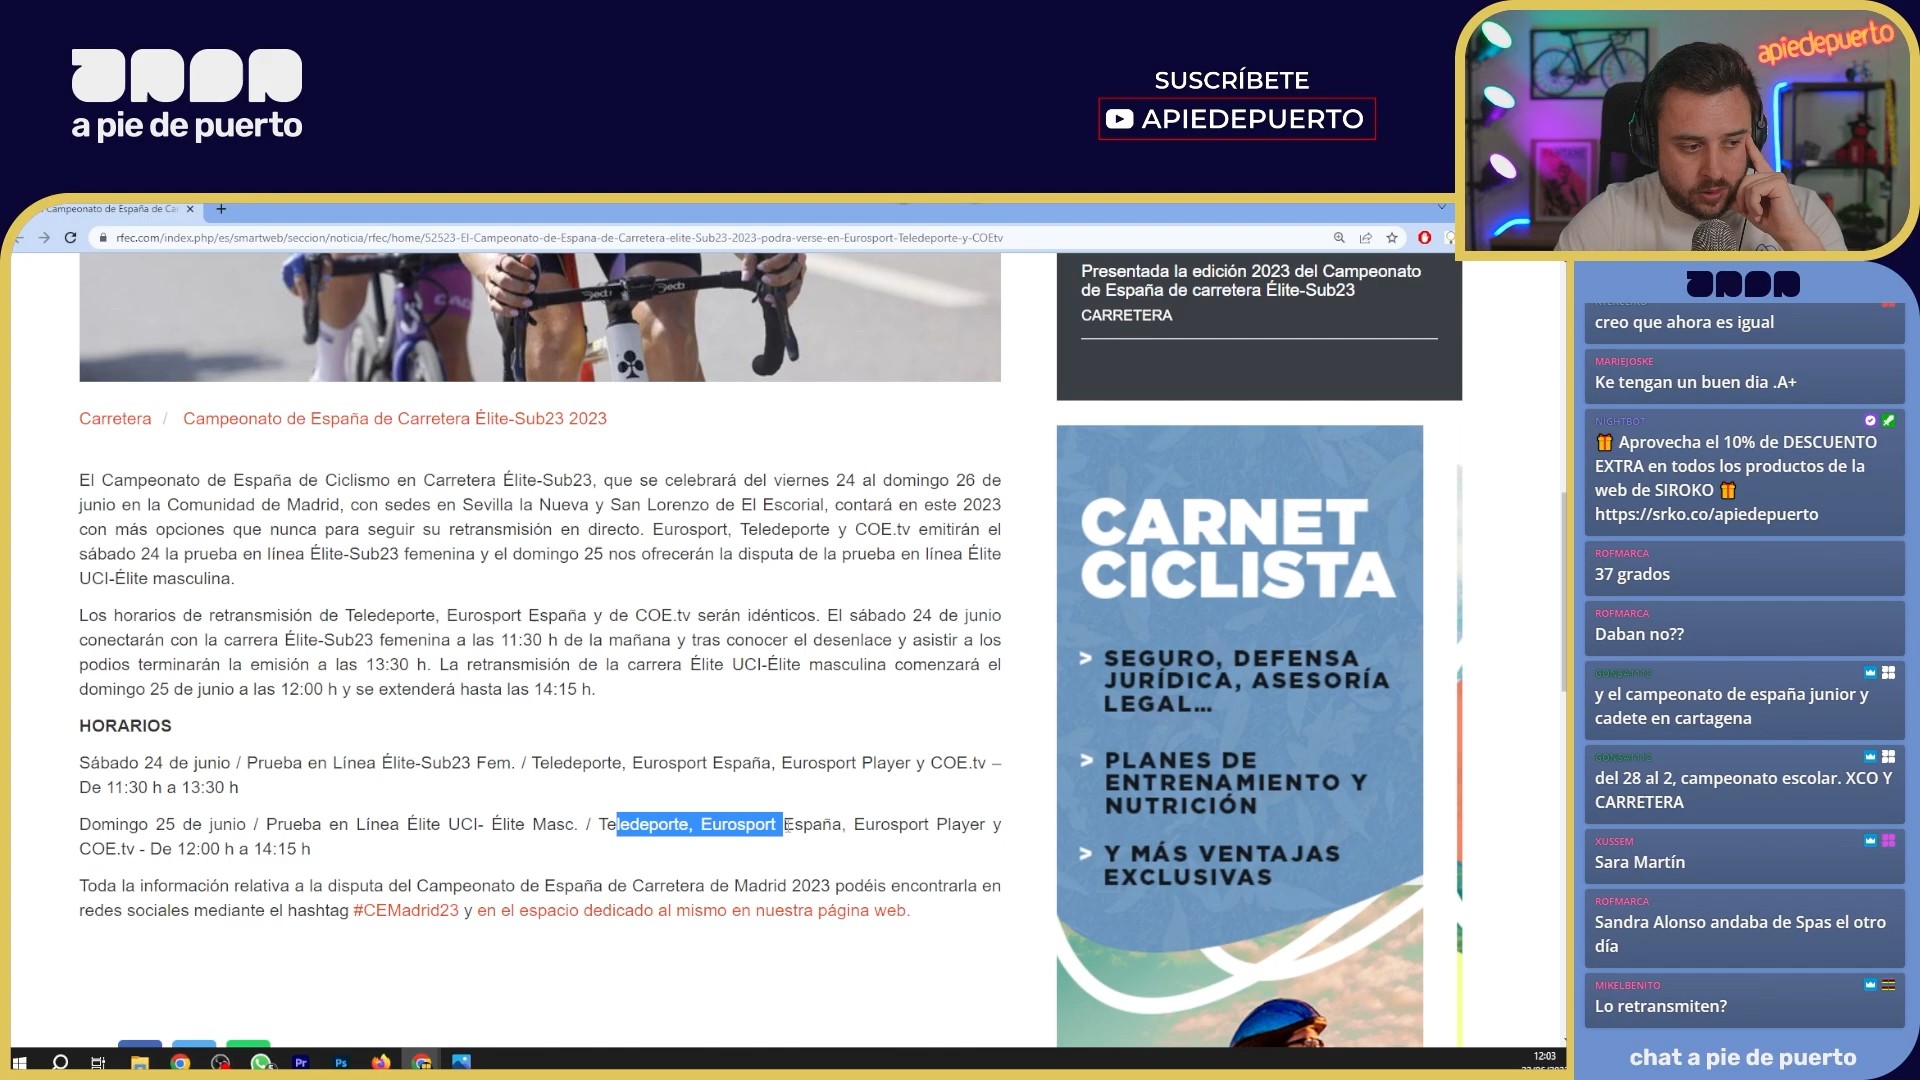 a pie de puerto
SUSCRÍBETE
APIEDEPUERTO
apiedepuerto
Campeonato de España de Ca
rfec.com/index.php/es/smartweb/seccion/noticia/rfec/home/52523-El-Campeonato-de-Espana-de-Carretera-elite-Sub23-2023-podra-verse-en-Eurosport-Teledeporte-y-COEtv
Presentada la edición 2023 del Campeonato
de España de carretera Élite-Sub23
CARRETERA
Carretera / Campeonato de España de Carretera Élite-Sub23 2023
El Campeonato de España de Ciclismo en Carretera Élite-Sub23, que se celebrará del viernes 24 al domingo 26 de
junio en la Comunidad de Madrid, con sedes en Sevilla la Nueva y San Lorenzo de El Escorial, contará en este 2023
con más opciones que nunca para seguir su retransmisión en directo. Eurosport, Teledeporte y COE.tv emitirán el
sábado 24 la prueba en línea Élite-Sub23 femenina y el domingo 25 nos ofrecerán la disputa de la prueba en línea Élite
UCI-Élite masculina.
Los horarios de retransmisión de Teledeporte, Eurosport España y de COE.tv serán idénticos. El sábado 24 de junio
conectarán con la carrera Élite-Sub23 femenina a las 11:30 h de la mañana y tras conocer el desenlace y asistir a los
podios terminarán la emisión a las 13:30 h. La retransmisión de la carrera Élite UCI-Élite masculina comenzará el
domingo 25 de junio a las 12:00 h y se extenderá hasta las 14:15 h.
HORARIOS
Sábado 24 de junio / Prueba en Línea Élite-Sub23 Fem. / Teledeporte, Eurosport España, Eurosport Player y COE.tv –
De 11:30 h a 13:30 h
Domingo 25 de junio / Prueba en Línea Élite UCI- Élite Masc. / Teledeporte, Eurosport España, Eurosport Player y
COE.tv - De 12:00 h a 14:15 h
Toda la información relativa a la disputa del Campeonato de España de Carretera de Madrid 2023 podéis encontrarla en
redes sociales mediante el hashtag #CEMadrid23 y en el espacio dedicado al mismo en nuestra página web.
CARNET
CICLISTA
> SEGURO, DEFENSA
JURÍDICA, ASESORÍA
LEGAL...
> PLANES DE
ENTRENAMIENTO Y
NUTRICIÓN
> Y MÁS VENTAJAS
EXCLUSIVAS
creo que ahora es igual
MARIEJOSKE
Ke tengan un buen dia .A+
NIGHTBOT
🎁 Aprovecha el 10% de DESCUENTO
EXTRA en todos los productos de la
web de SIROKO 🎁
https://srko.co/apiedepuerto
ROFMARCA
37 grados
ROFMARCA
Daban no??
y el campeonato de españa junior y
cadete en cartagena
del 28 al 2, campeonato escolar. XCO Y
CARRETERA
XUSSEM
Sara Martín
ROFMARCA
Sandra Alonso andaba de Spas el otro
día
MIKELBENITO
Lo retransmiten?
chat a pie de puerto
Pr
Ps
12:03